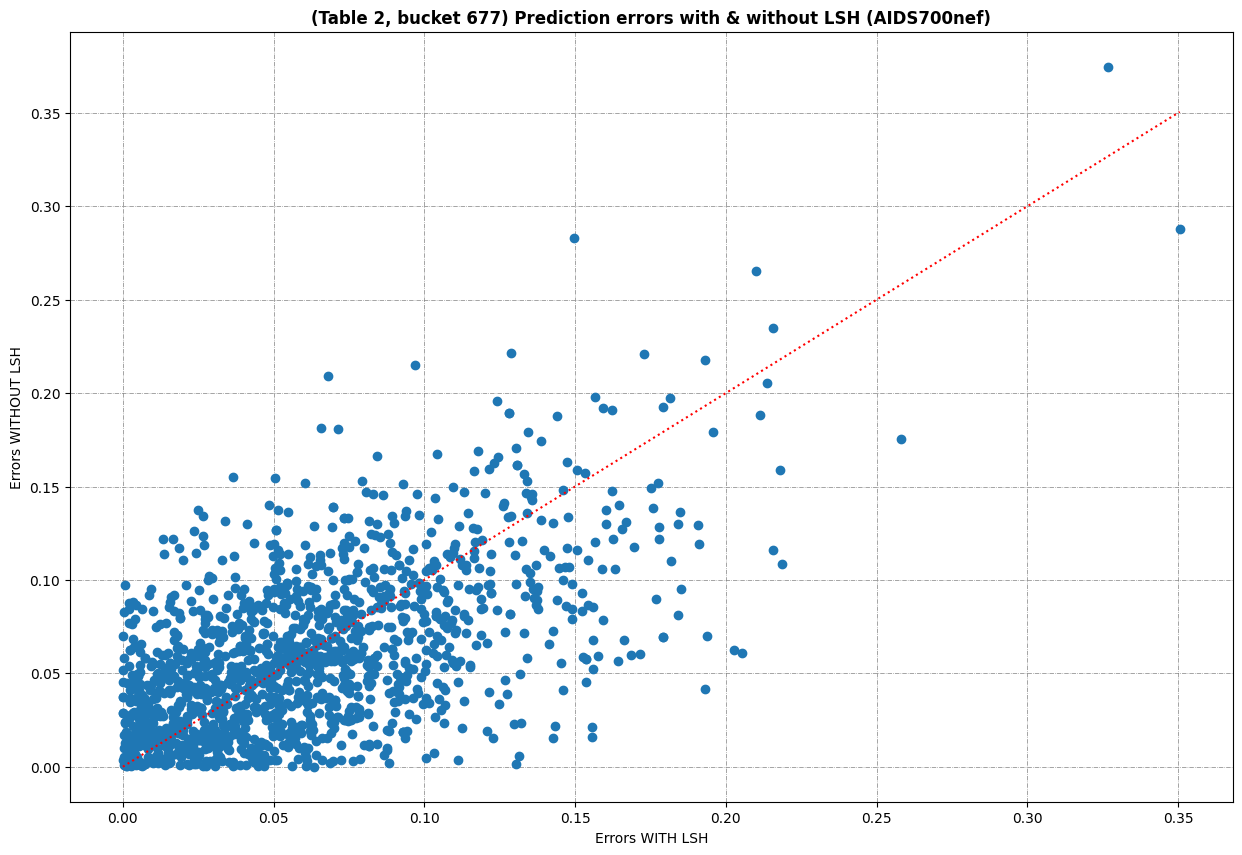 (Table 2, bucket 677) Prediction errors with & without LSH (AIDS700nef)
Errors WITHOUT LSH
0.35
0.30
0.25
0.20
0.15
0.10
0.05
0.00
0.00 0.05 0.10 0.15 0.20 0.25 0.30 0.35
Errors WITH LSH